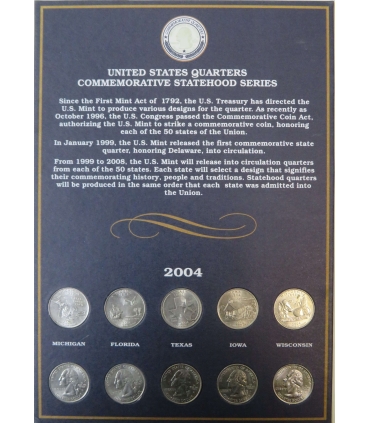 UNITED STATES QUARTERS
COMMEMORATIVE STATEHOOD SERIES
Since the First Mint Act of 1792, the U.S. Treasury has directed the
U.S. Mint to produce various designs for the quarter. As recently as
October 1996, the U.S. Congress passed the Commemorative Coin Act,
authorizing the U.S. Mint to strike a commemorative coin, honoring
each of the 50 states of the Union.
In January 1999, the U.S. Mint released the first commemorative state
quarter, honoring Delaware, into circulation.
From 1999 to 2008, the U.S. Mint will release into circulation quarters
from each of the 50 States. Each state will select a design that signifies
their commemorating history, people and traditions. Statehood quarters
will be produced in the same order that each state was admitted into
the Union.
2004
MICHIGAN FLORIDA TEXAS IOWA WISCONSIN